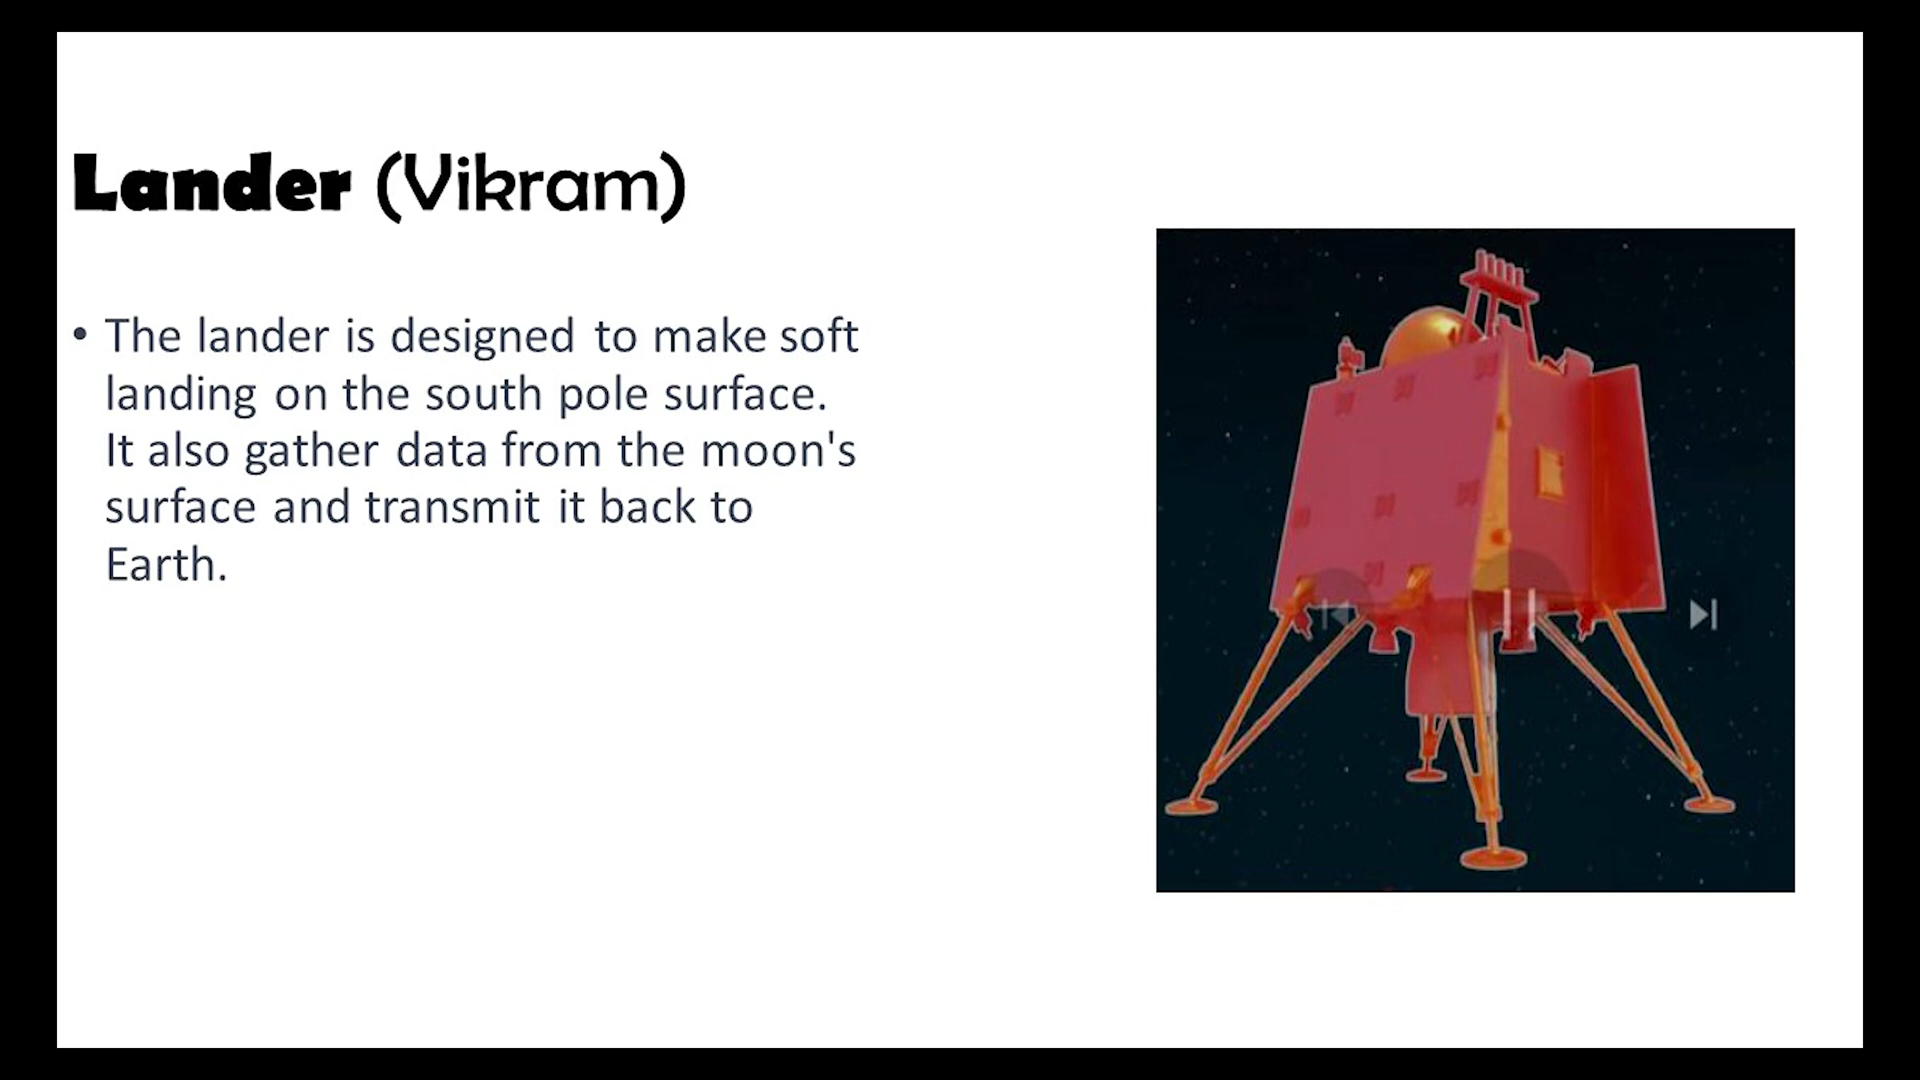 Lander (Vikram)
• The lander is designed to make soft
landing on the south pole surface.
It also gather data from the moon's
surface and transmit it back to
Earth.